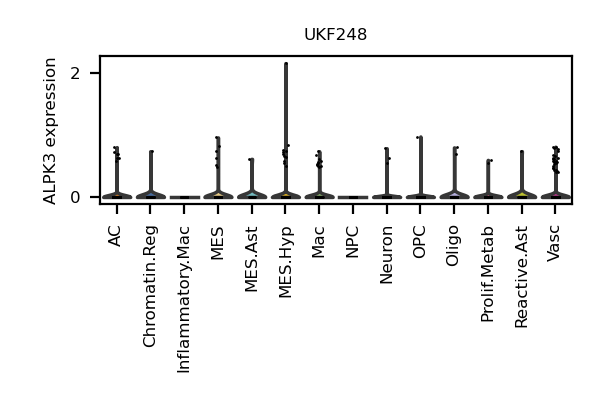 UKF248
ALPK3 expression
2
0
AC
Chromatin.Reg
Inflammatory.Mac
MES
MES.Ast
MES.Hyp
Mac
NPC
Neuron
OPC
Oligo
Prolif.Metab
Reactive.Ast
Vasc